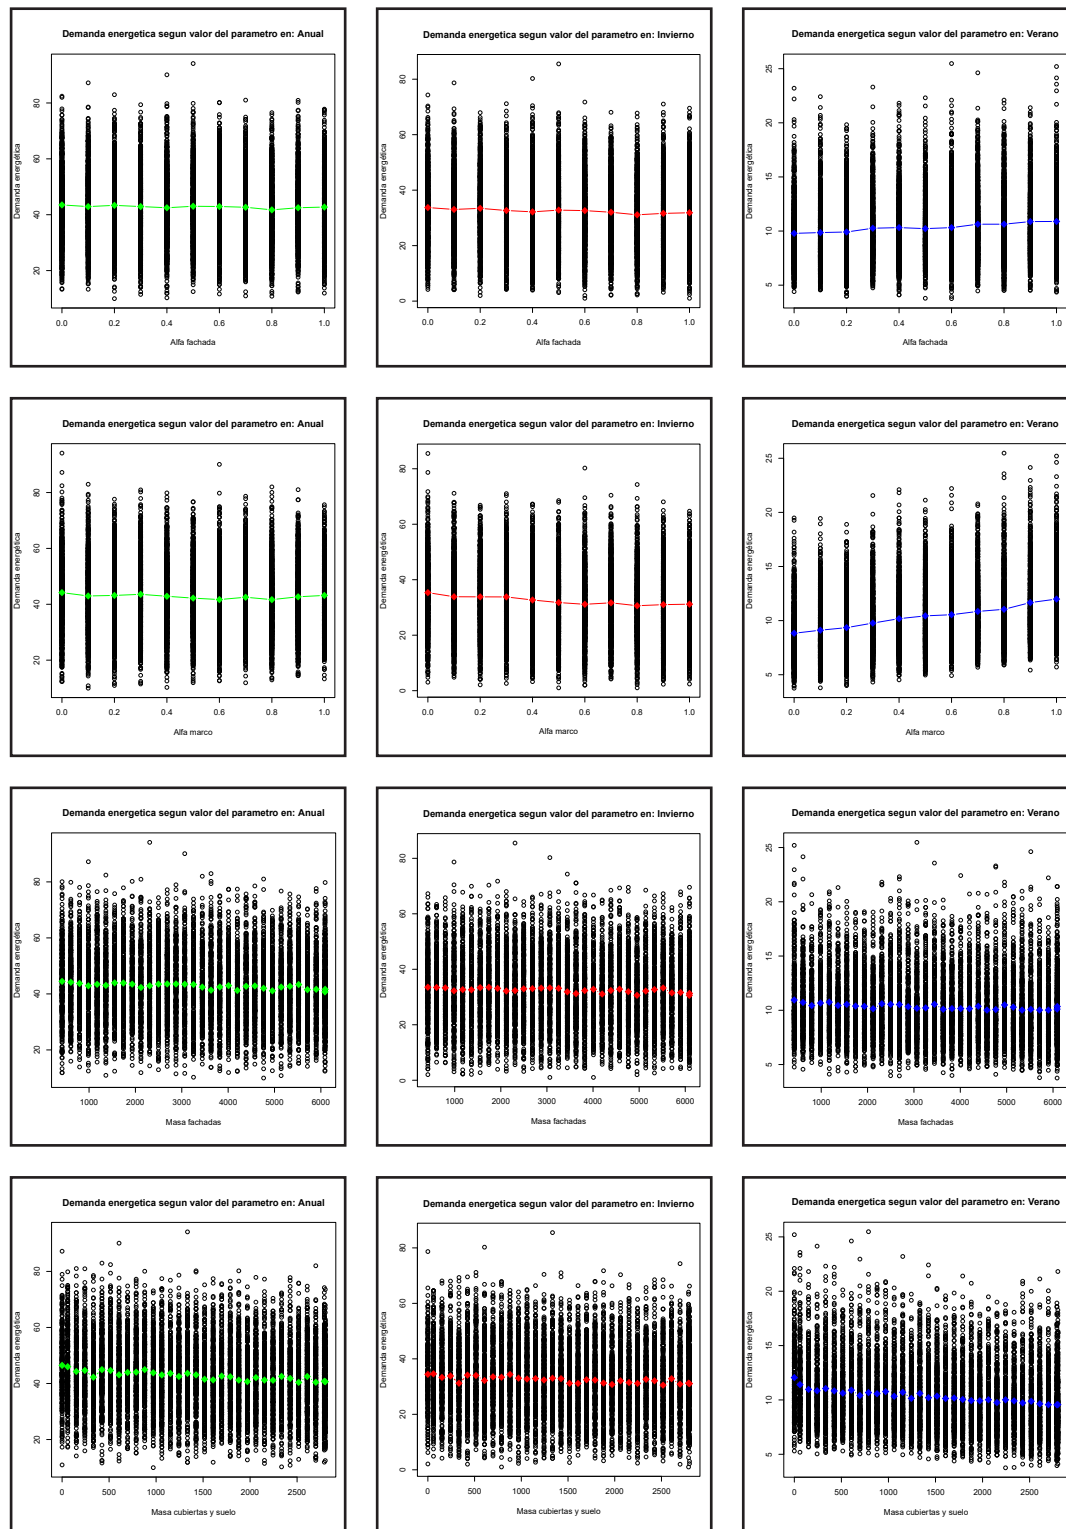 Demanda energetica segun valor del parametro en: Anual
Demanda energética
20 40 60 80
0.0 0.2 0.4 0.6 0.8 1.0
Alfa fachada
Demanda energetica segun valor del parametro en: Invierno
Demanda energética
0 20 40 60 80
0.0 0.2 0.4 0.6 0.8 1.0
Alfa fachada
Demanda energetica segun valor del parametro en: Verano
Demanda energética
5 10 15 20 25
0.0 0.2 0.4 0.6 0.8 1.0
Alfa fachada
Demanda energetica segun valor del parametro en: Anual
Demanda energética
20 40 60 80
0.0 0.2 0.4 0.6 0.8 1.0
Alfa marco
Demanda energetica segun valor del parametro en: Invierno
Demanda energética
0 20 40 60 80
0.0 0.2 0.4 0.6 0.8 1.0
Alfa marco
Demanda energetica segun valor del parametro en: Verano
Demanda energética
5 10 15 20 25
0.0 0.2 0.4 0.6 0.8 1.0
Alfa marco
Demanda energetica segun valor del parametro en: Anual
Demanda energética
20 40 60 80
1000 2000 3000 4000 5000 6000
Masa fachadas
Demanda energetica segun valor del parametro en: Invierno
Demanda energética
0 20 40 60 80
1000 2000 3000 4000 5000 6000
Masa fachadas
Demanda energetica segun valor del parametro en: Verano
Demanda energética
5 10 15 20 25
1000 2000 3000 4000 5000 6000
Masa fachadas
Demanda energetica segun valor del parametro en: Anual
Demanda energética
20 40 60 80
0 500 1000 1500 2000 2500
Masa cubiertas y suelo
Demanda energetica segun valor del parametro en: Invierno
Demanda energética
0 20 40 60 80
0 500 1000 1500 2000 2500
Masa cubiertas y suelo
Demanda energetica segun valor del parametro en: Verano
Demanda energética
5 10 15 20 25
0 500 1000 1500 2000 2500
Masa cubiertas y suelo